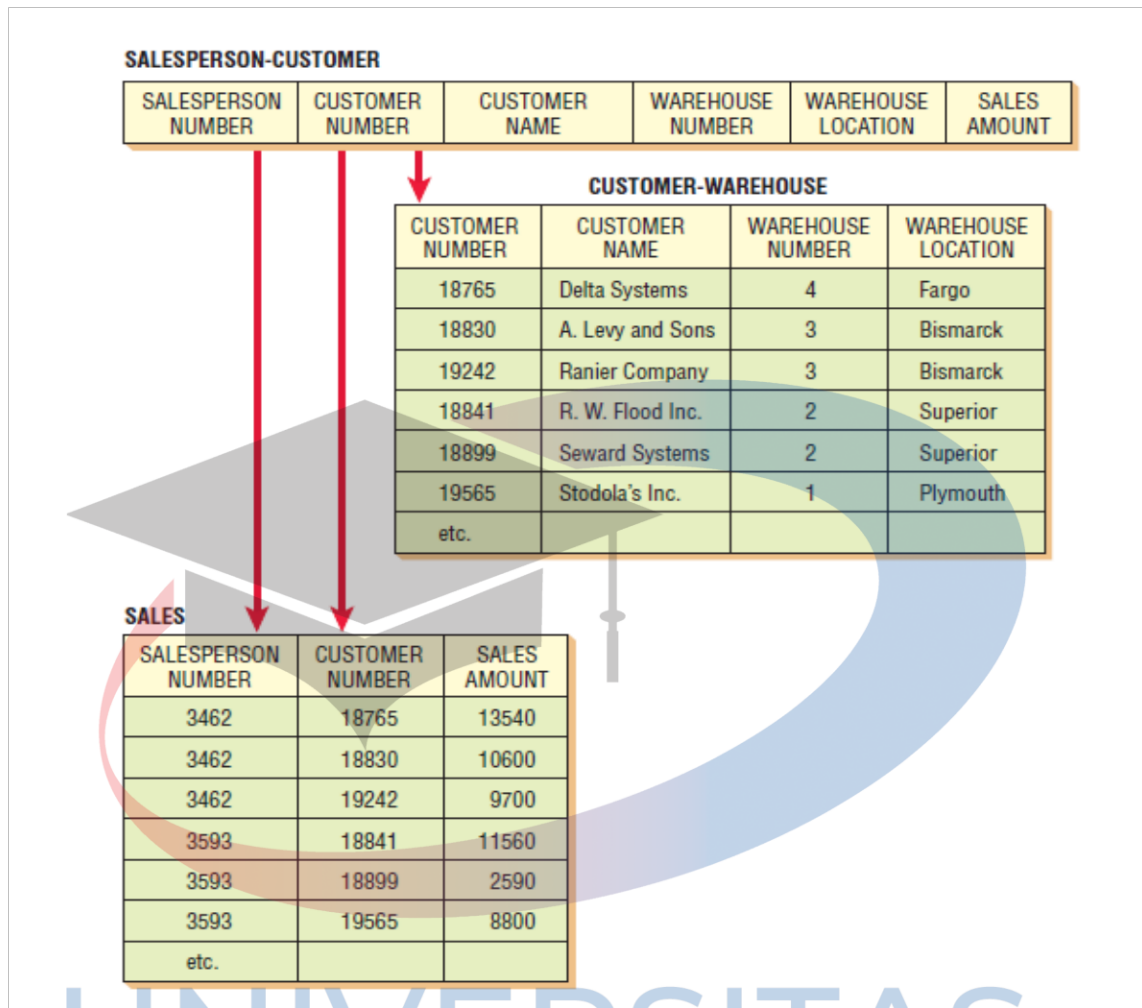 SALESPERSON-CUSTOMER
SALESPERSON NUMBER CUSTOMER NUMBER CUSTOMER NAME WAREHOUSE NUMBER WAREHOUSE LOCATION SALES AMOUNT
CUSTOMER-WAREHOUSE
CUSTOMER NUMBER CUSTOMER NAME WAREHOUSE NUMBER WAREHOUSE LOCATION
18765 Delta Systems 4 Fargo
18830 A. Levy and Sons 3 Bismarck
19242 Ranier Company 3 Bismarck
18841 R. W. Flood Inc. 2 Superior
18899 Seward Systems 2 Superior
19565 Stodola's Inc. 1 Plymouth
etc.
SALES
SALESPERSON NUMBER CUSTOMER NUMBER SALES AMOUNT
3462 18765 13540
3462 18830 10600
3462 19242 9700
3593 18841 11560
3593 18899 2590
3593 19565 8800
etc.
UNIVERSITAS